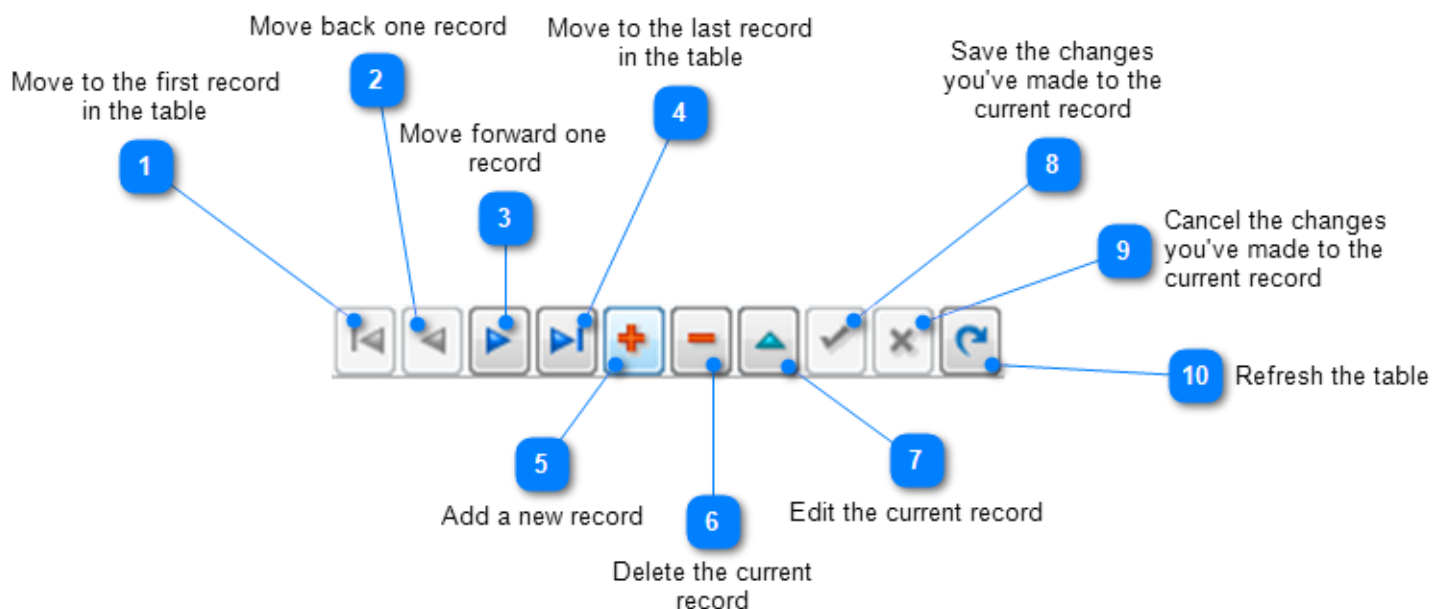 Move to the first record
in the table
1
Move back one record
2
Move forward one
record
3
Move to the last record
in the table
4
Add a new record
5
Delete the current
record
6
Edit the current record
7
Save the changes
you've made to the
current record
8
Cancel the changes
you've made to the
current record
9
10
Refresh the table